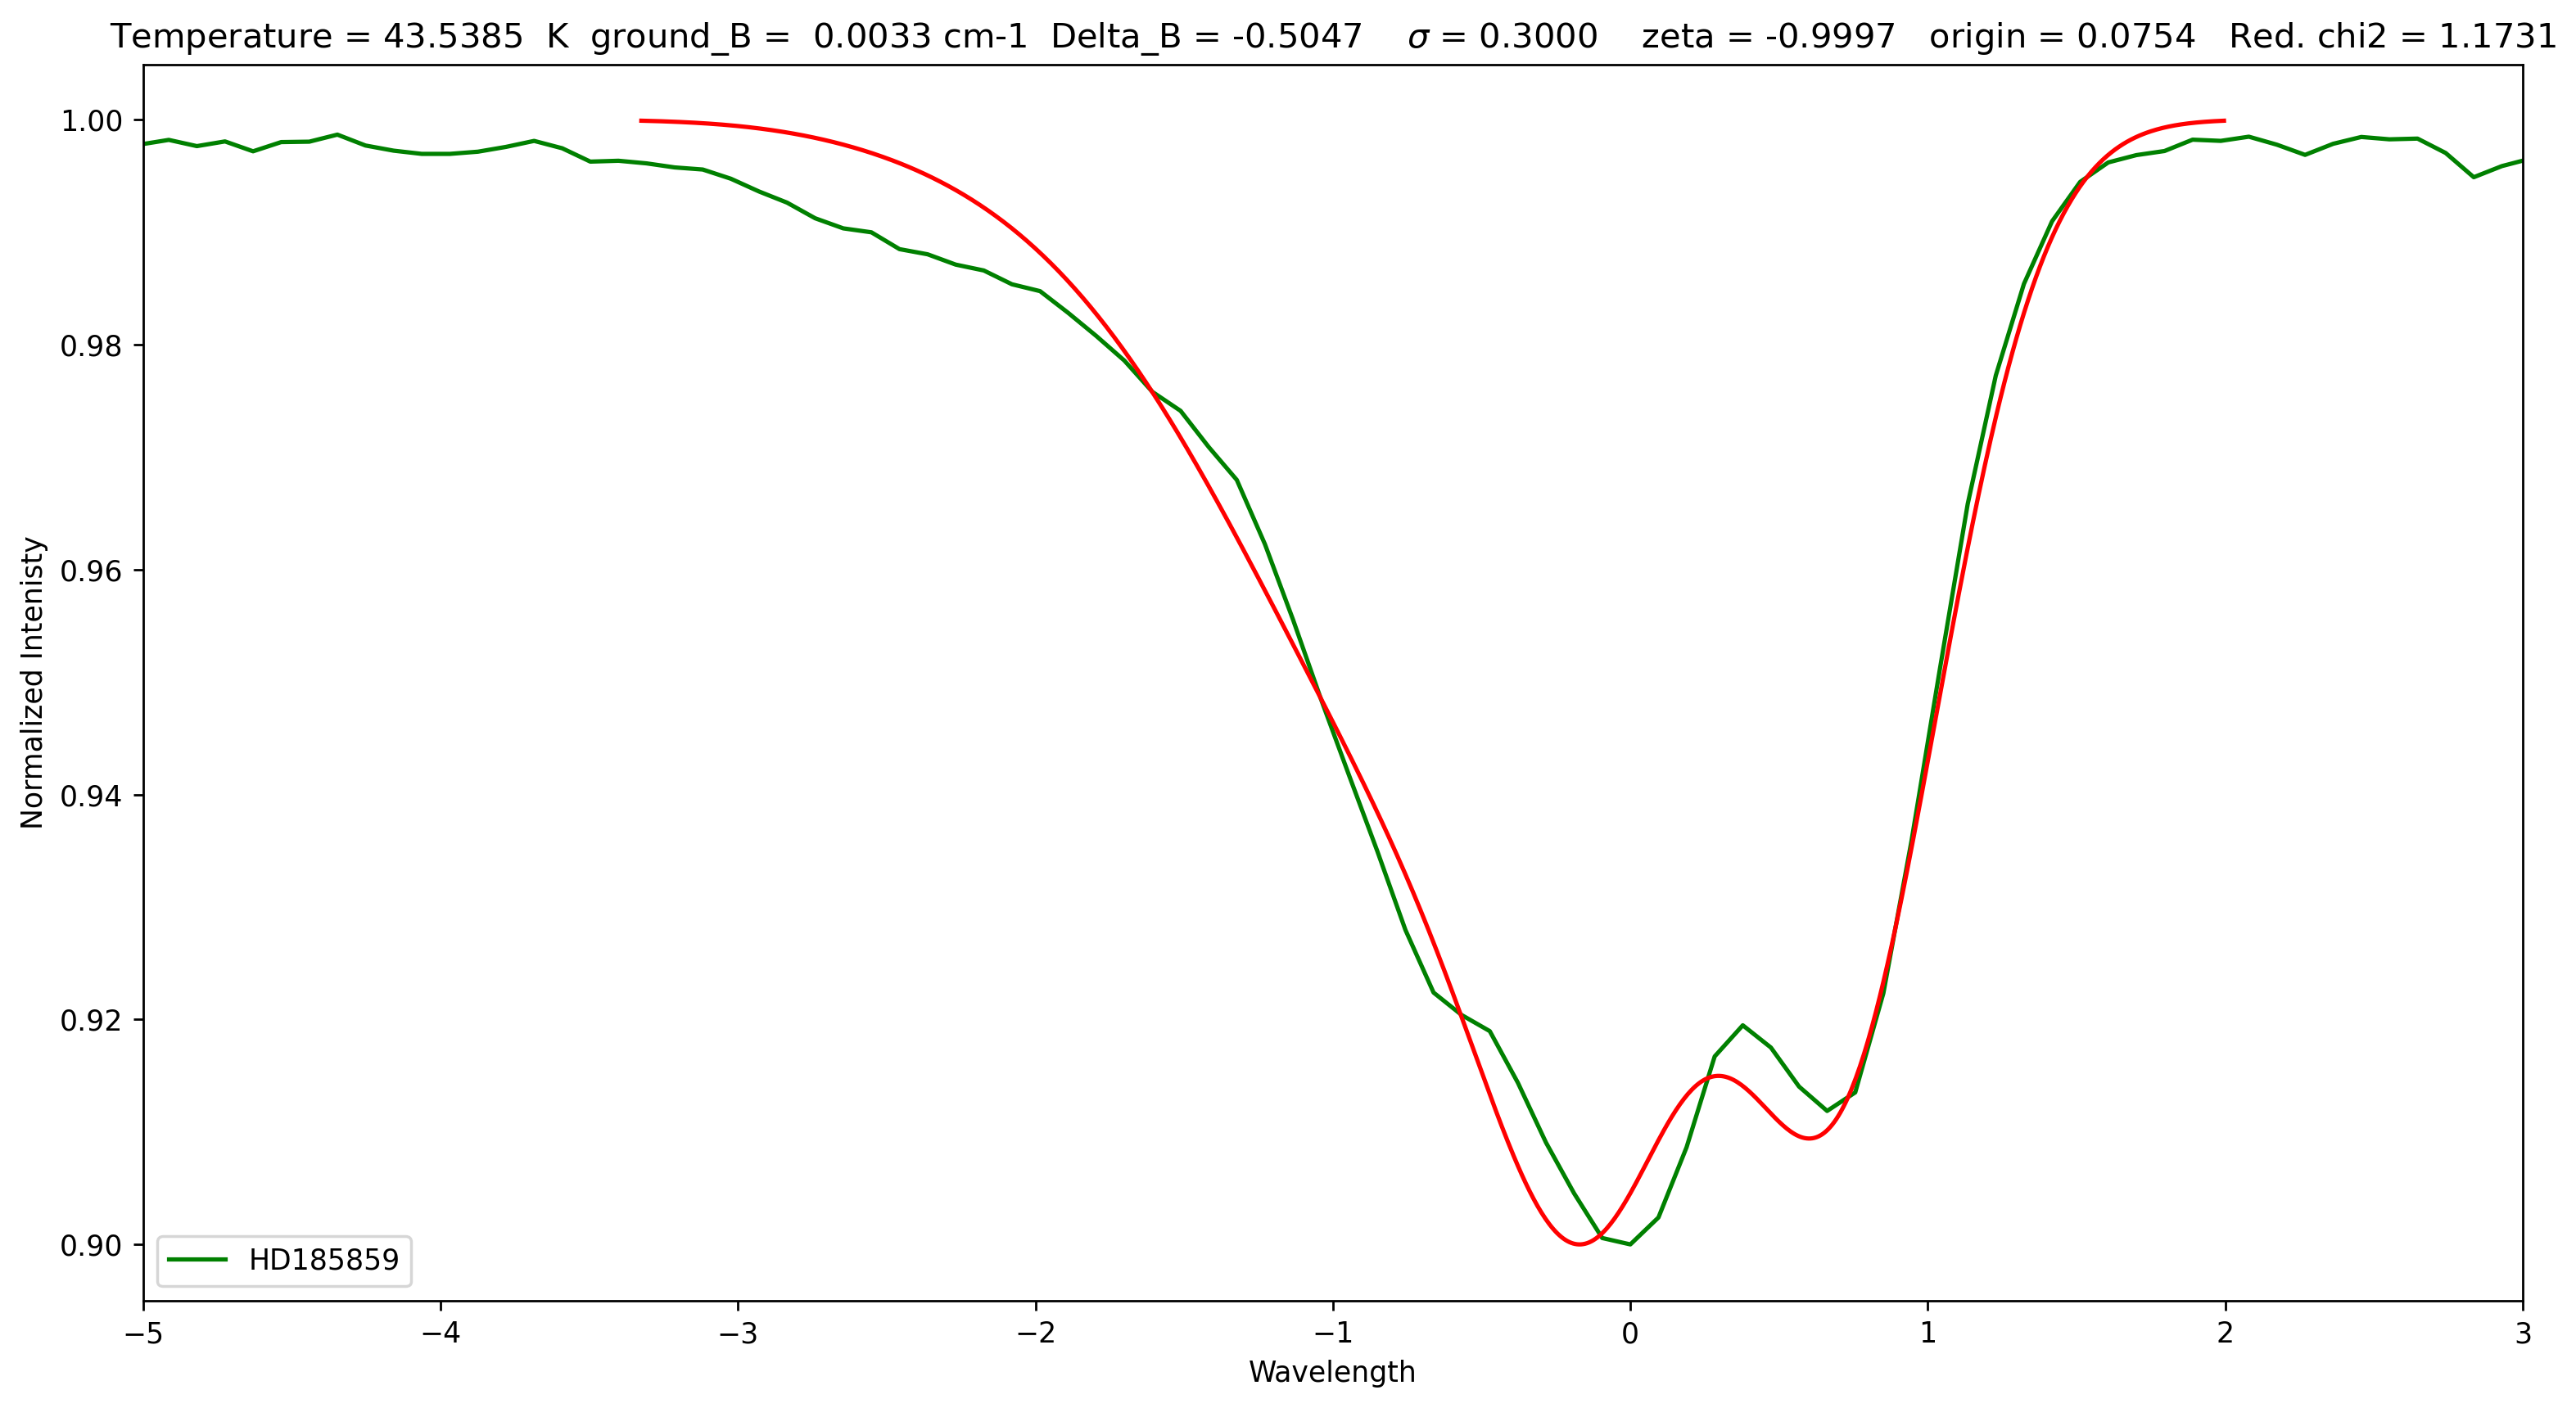 Temperature = 43.5385 K ground_B = 0.0033 cm-1 Delta_B = -0.5047 σ = 0.3000 zeta = -0.9997 origin = 0.0754 Red. chi2 = 1.1731
Normalized Intenisty
1.00
0.98
0.96
0.94
0.92
0.90
HD185859
−5 −4 −3 −2 −1 0 1 2 3
Wavelength